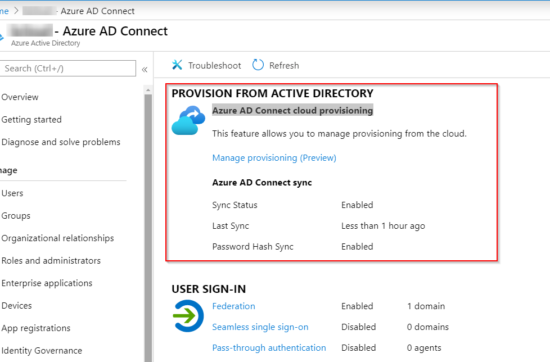 me > - Azure AD Connect
- Azure AD Connect
Azure Active Directory
Search (Ctrl+/) «
Overview
Getting started
Diagnose and solve problems
nage
Users
Groups
Organizational relationships
Roles and administrators
Enterprise applications
Devices
App registrations
Identity Governance
Troubleshoot Refresh
PROVISION FROM ACTIVE DIRECTORY
Azure AD Connect cloud provisioning
This feature allows you to manage provisioning from the cloud.
Manage provisioning (Preview)
Azure AD Connect sync
Sync Status Enabled
Last Sync Less than 1 hour ago
Password Hash Sync Enabled
USER SIGN-IN
Federation Enabled 1 domain
Seamless single sign-on Disabled 0 domains
Pass-through authentication Disabled 0 agents